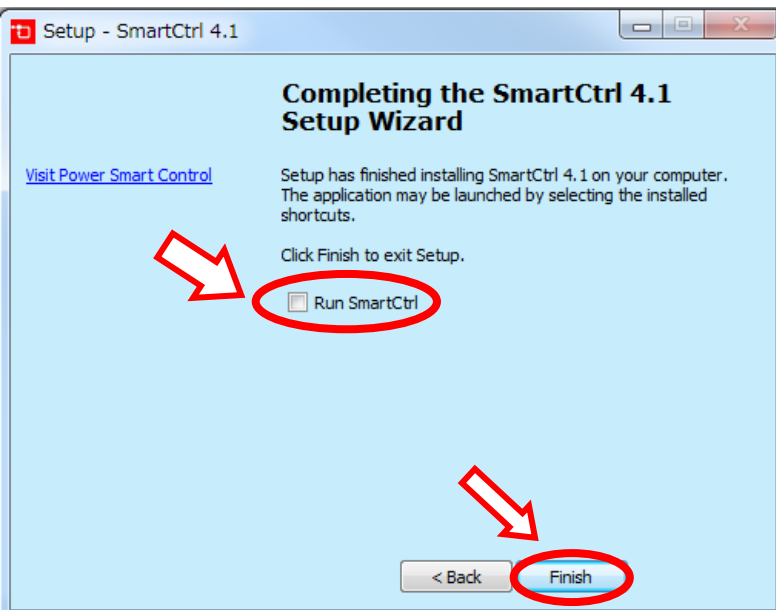 Setup - SmartCtrl 4.1
Completing the SmartCtrl 4.1
Setup Wizard
Visit Power Smart Control
Setup has finished installing SmartCtrl 4.1 on your computer.
The application may be launched by selecting the installed
shortcuts.
Click Finish to exit Setup.
Run SmartCtrl
< Back
Finish